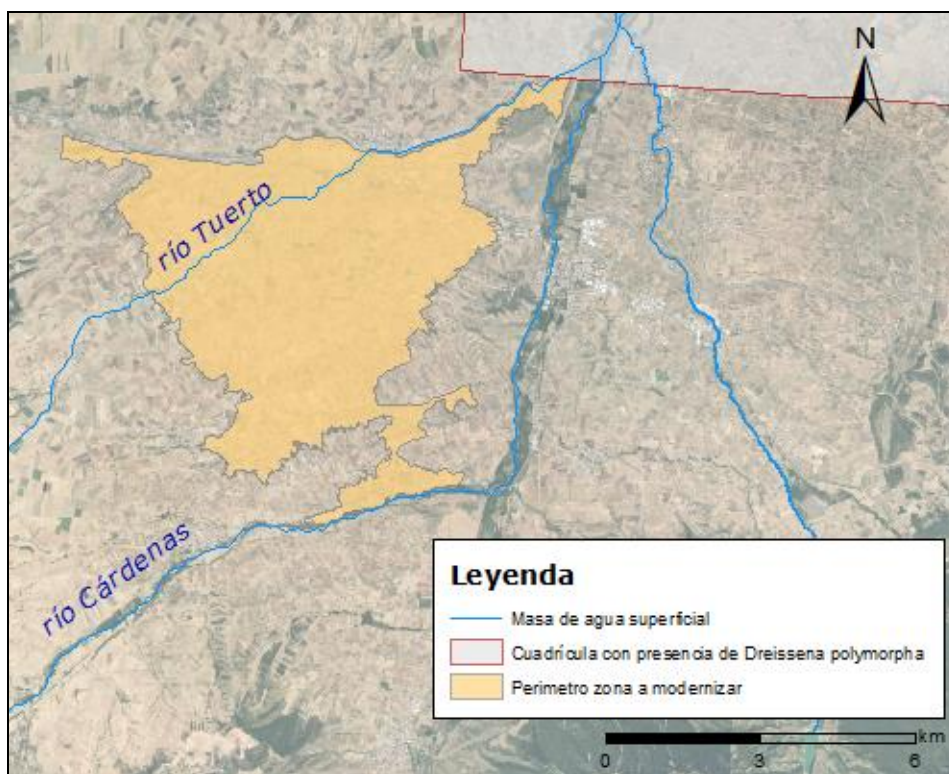 N
río Tuerto
río Cárdenas
Leyenda
Masa de agua superficial
Cuadrícula con presencia de Dreissena polymorpha
Perimetro zona a modernizar
km
0 3 6